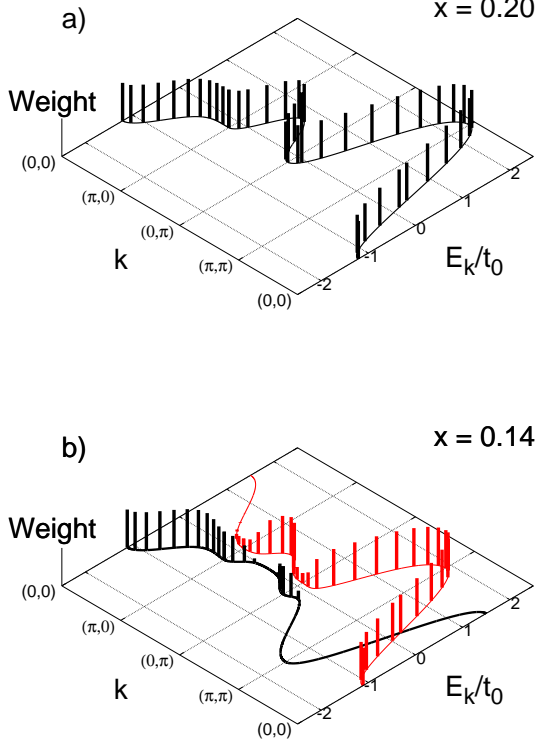 a)
x = 0.20
Weight
(0,0)
(π,0)
(0,π)
(π,π)
(0,0)
k
-2
-1
0
1
2
E_k/t_0
b)
x = 0.14
Weight
(0,0)
(π,0)
(0,π)
(π,π)
(0,0)
k
-2
-1
0
1
2
E_k/t_0